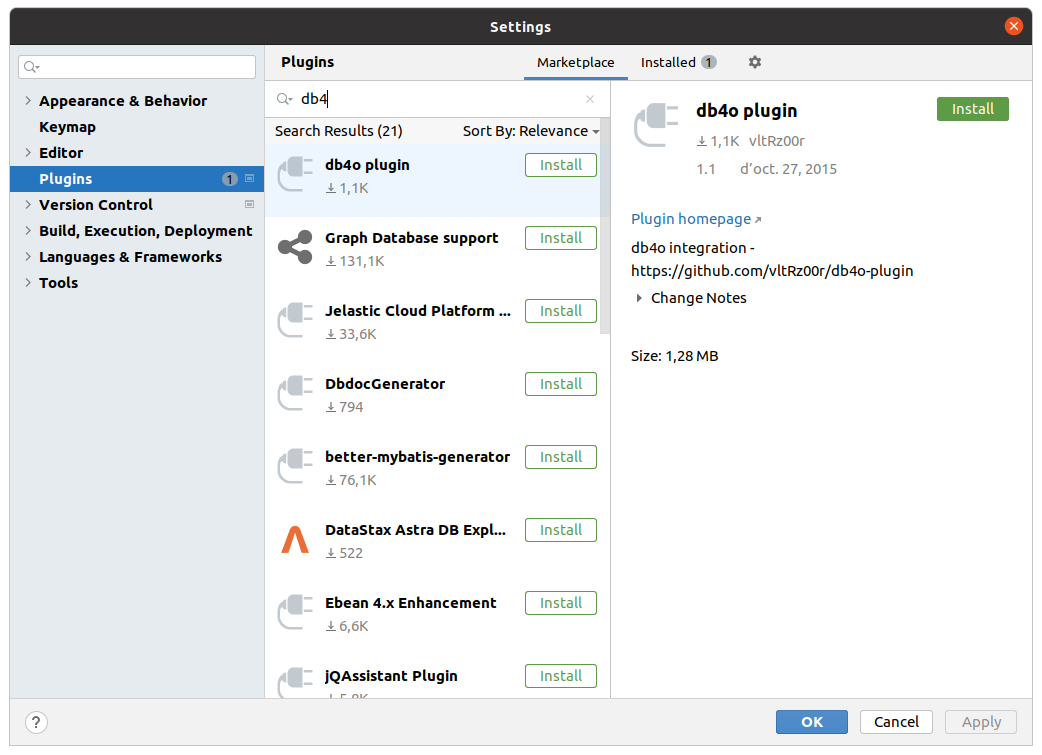 Settings
Appearance & Behavior
Keymap
Editor
Plugins 1
Version Control
Build, Execution, Deployment
Languages & Frameworks
Tools
Plugins Marketplace Installed 1
db4
Search Results (21) Sort By: Relevance
db4o plugin Install
1,1K
Graph Database support Install
131,1K
Jelastic Cloud Platform ... Install
33,6K
DbdocGenerator Install
794
better-mybatis-generator Install
76,1K
DataStax Astra DB Expl... Install
522
Ebean 4.x Enhancement Install
6,6K
jQAssistant Plugin Install
5,8K
db4o plugin Install
1,1K vltRz00r
1.1 d’oct. 27, 2015
Plugin homepage
db4o integration -
https://github.com/vltRz00r/db4o-plugin
Change Notes
Size: 1,28 MB
? OK Cancel Apply